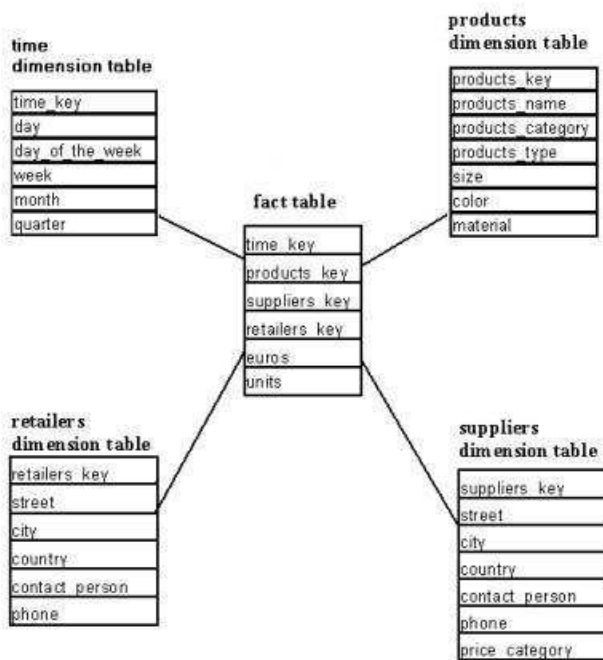 time
dimension table
time_key
day
day_of_the_week
week
month
quarter
products
dimension table
products_key
products_name
products_category
products_type
size
color
material
fact table
time_key
products_key
suppliers_key
retailers_key
euros
units
retailers
dimension table
retailers_key
street
city
country
contact_person
phone
suppliers
dimension table
suppliers_key
street
city
country
contact_person
phone
price_category